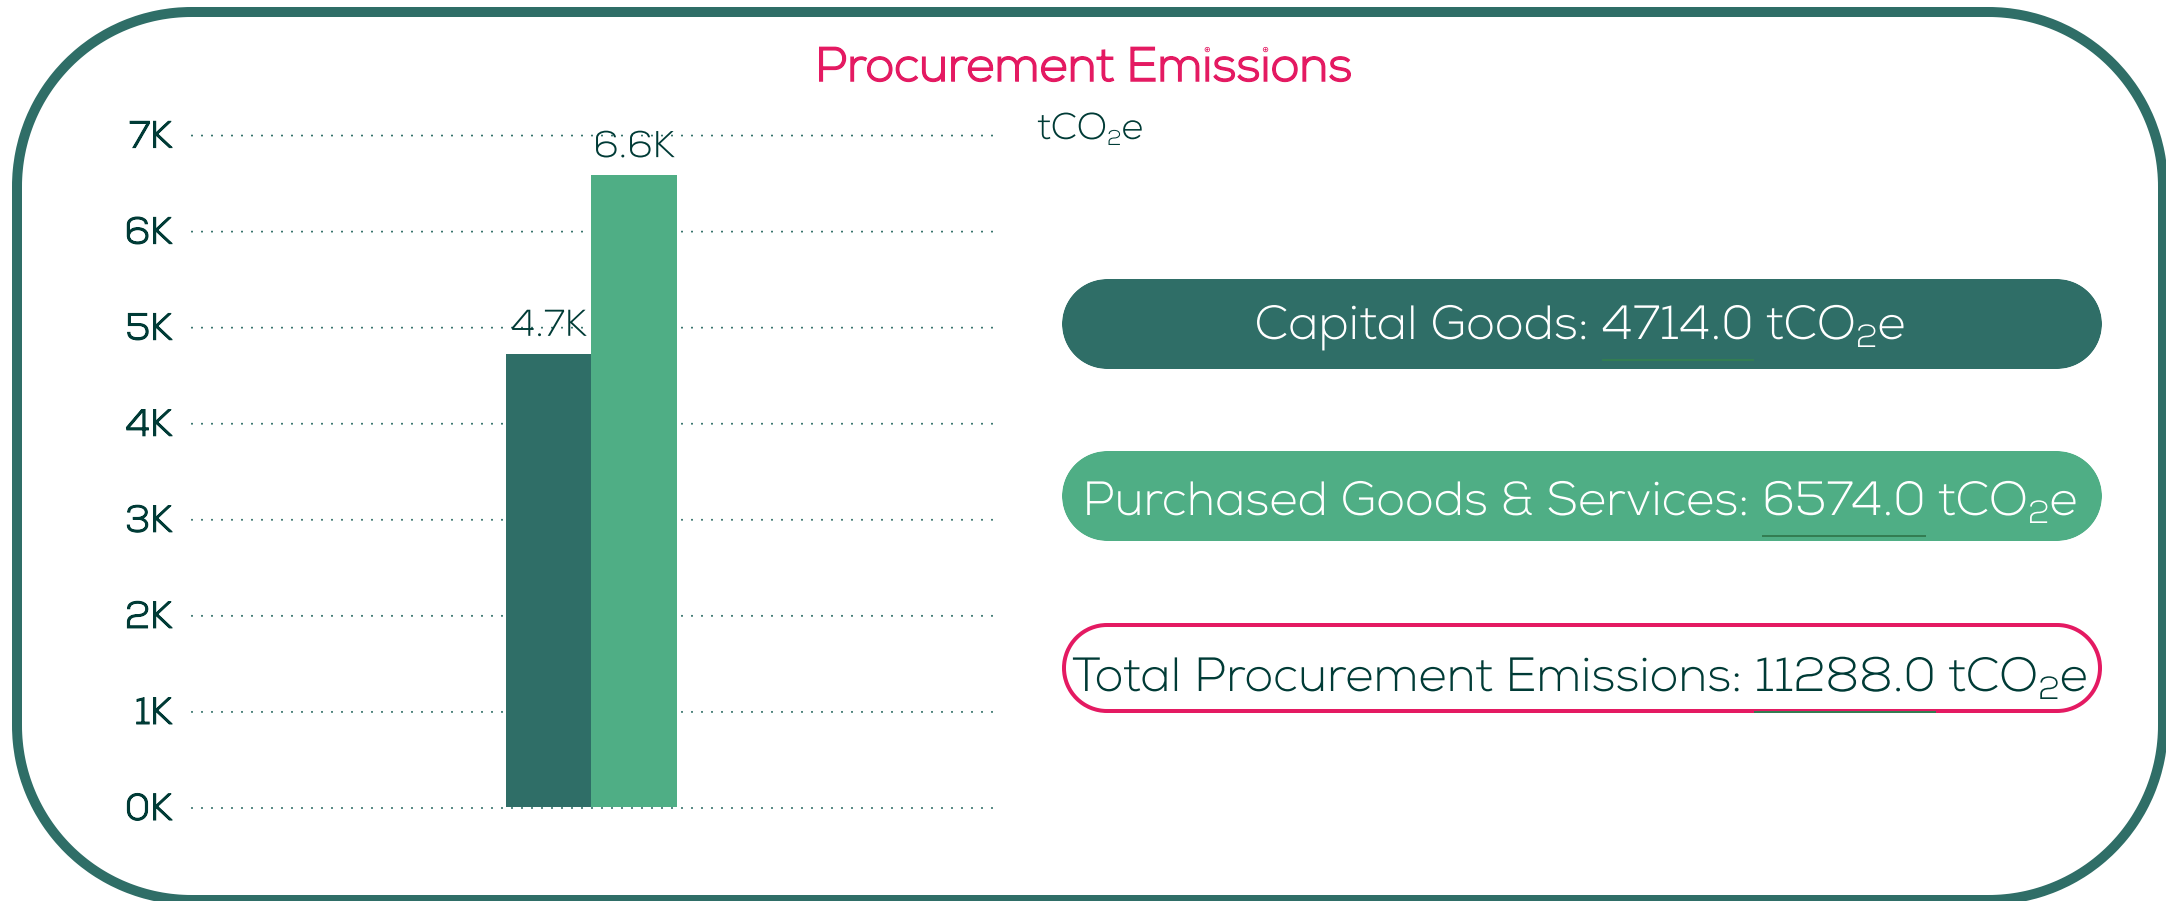 Procurement Emissions
tCO₂e
7K
6K
5K
4K
3K
2K
1K
0K
4.7K
6.6K
Capital Goods: 4714.0 tCO₂e
Purchased Goods & Services: 6574.0 tCO₂e
Total Procurement Emissions: 11288.0 tCO₂e